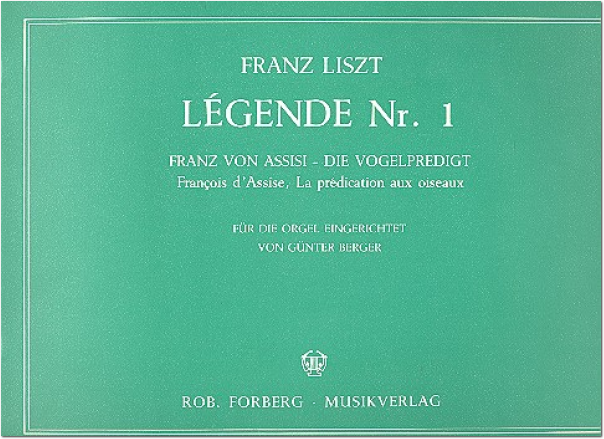 FRANZ LISZT
LÉGENDE Nr. 1
FRANZ VON ASSISI - DIE VOGELPREDIGT
François d'Assise, La prédication aux oiseaux
FÜR DIE ORGEL EINGERICHTET
VON GÜNTER BERGER
ROB. FORBERG · MUSIKVERLAG